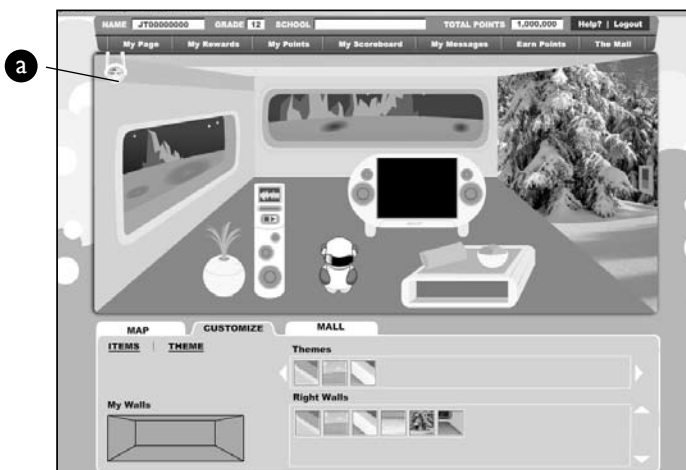 a
NAME JT00000000 GRADE 12 SCHOOL TOTAL POINTS 1,000,000 Help? | Logout
My Page My Rewards My Points My Scoreboard My Messages Earn Points The Mall
MAP CUSTOMIZE MALL
ITEMS | THEME
Themes
My Walls
Right Walls